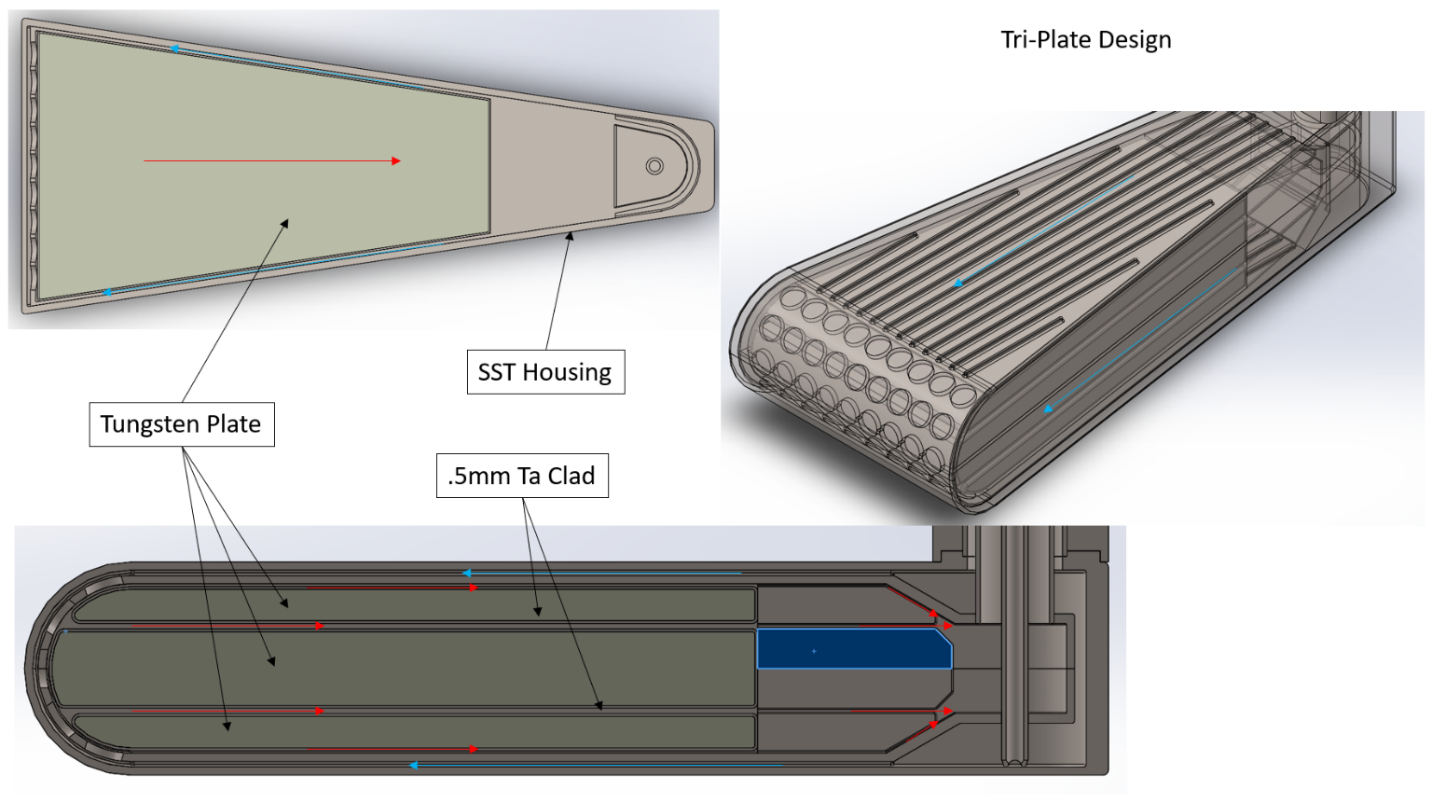 Tri-Plate Design
SST Housing
Tungsten Plate
.5mm Ta Clad